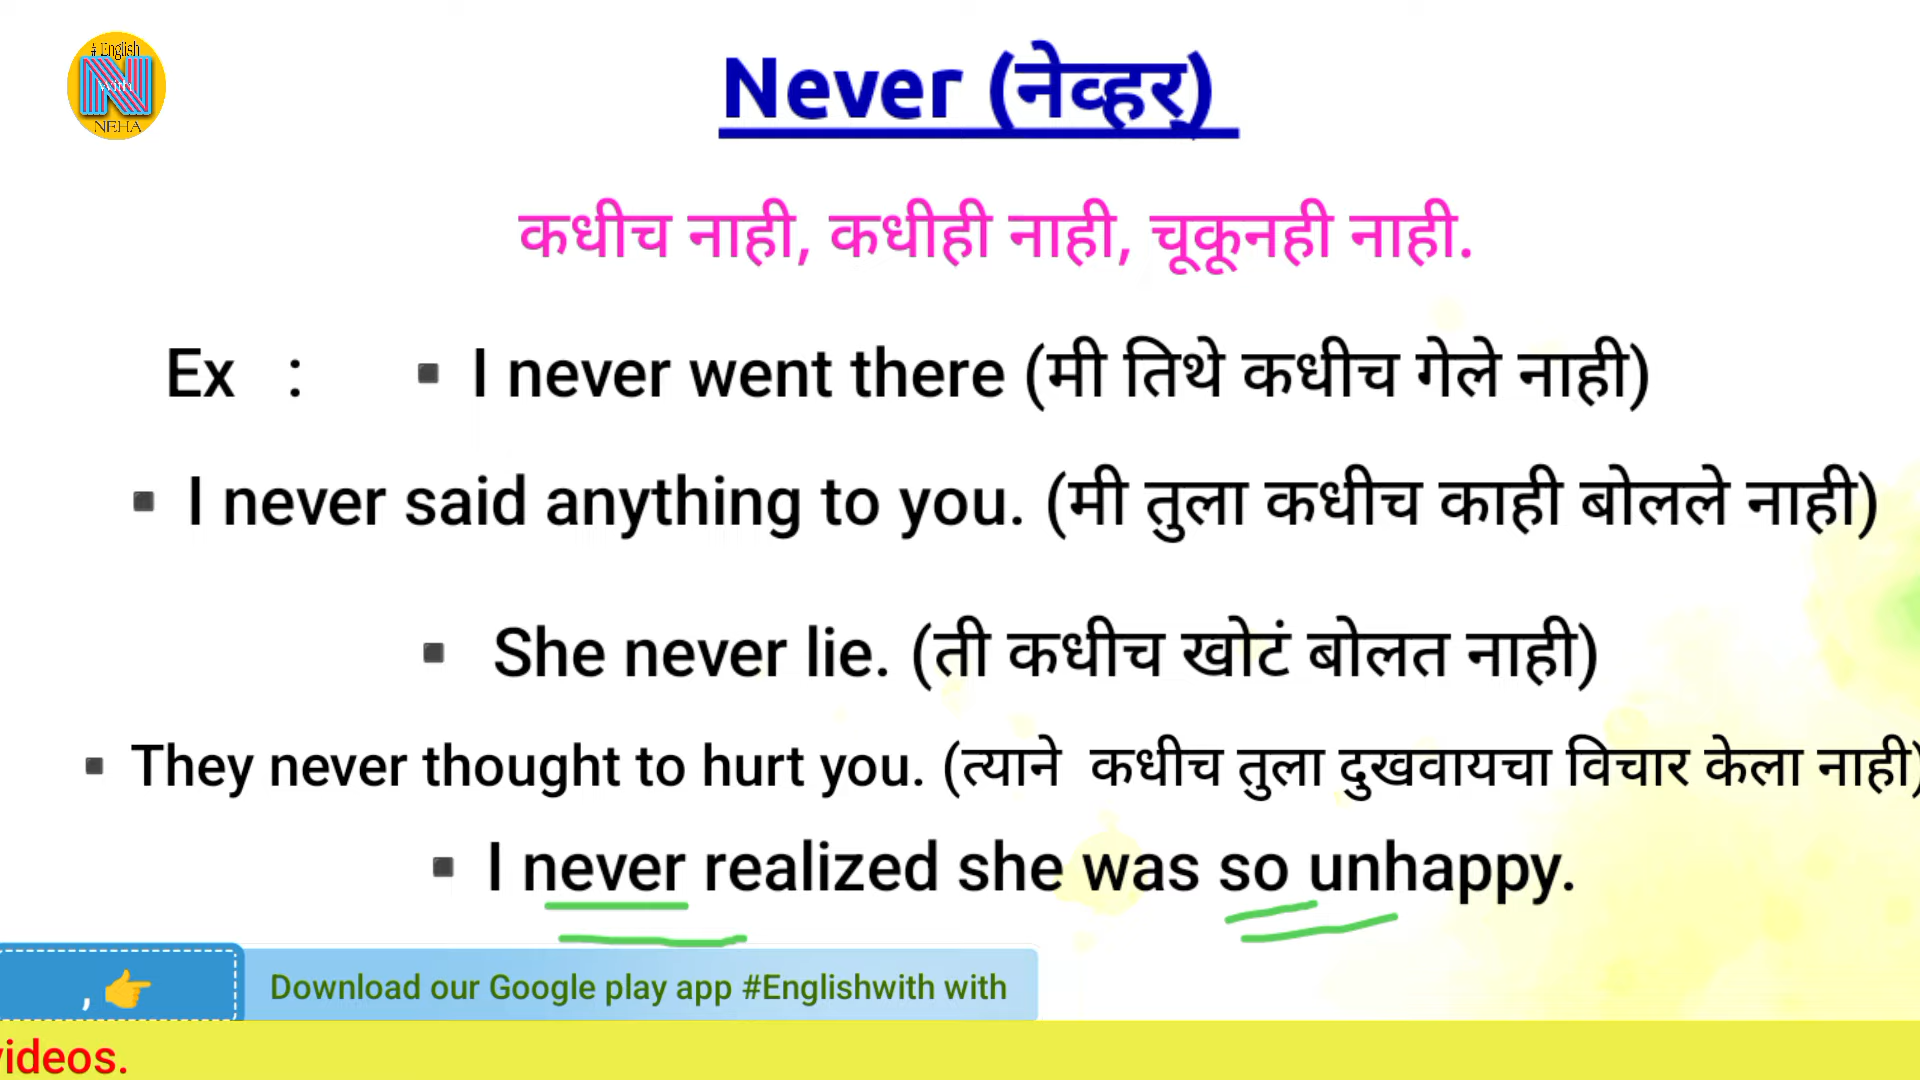 # English
With
NEHA
Never (नेव्हर्)
कधीच नाही, कधीही नाही, चूकूनही नाही.
Ex : ▪ I never went there (मी तिथे कधीच गेले नाही)
▪ I never said anything to you. (मी तुला कधीच काही बोलले नाही)
▪ She never lie. (ती कधीच खोटं बोलत नाही)
▪ They never thought to hurt you. (त्याने कधीच तुला दुखवायचा विचार केला नाही)
▪ I never realized she was so unhappy.
, 👉 Download our Google play app #Englishwith with
videos.